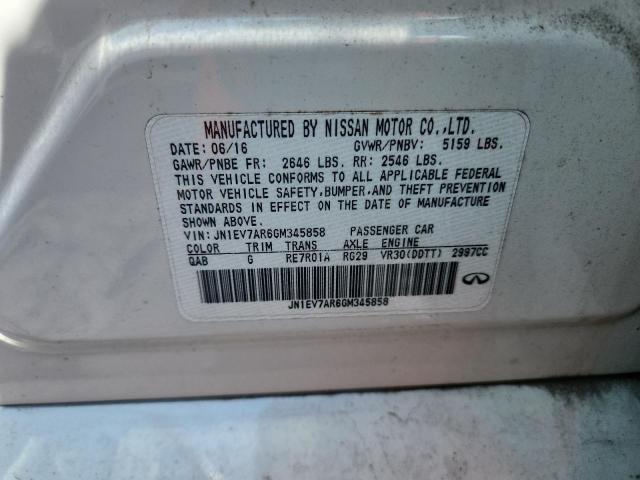 MANUFACTURED BY NISSAN MOTOR CO.,LTD.
DATE: 06/16 GVWR/PNBV: 5159 LBS.
GAWR/PNBE FR: 2646 LBS. RR: 2546 LBS.
THIS VEHICLE CONFORMS TO ALL APPLICABLE FEDERAL
MOTOR VEHICLE SAFETY,BUMPER,AND THEFT PREVENTION
STANDARDS IN EFFECT ON THE DATE OF MANUFACTURE
SHOWN ABOVE.
VIN: JN1EV7AR6GM345858 PASSENGER CAR
COLOR TRIM TRANS AXLE ENGINE
QAB G RE7R01A RG29 VR30(DDTT) 2997CC
JN1EV7AR6GM345858